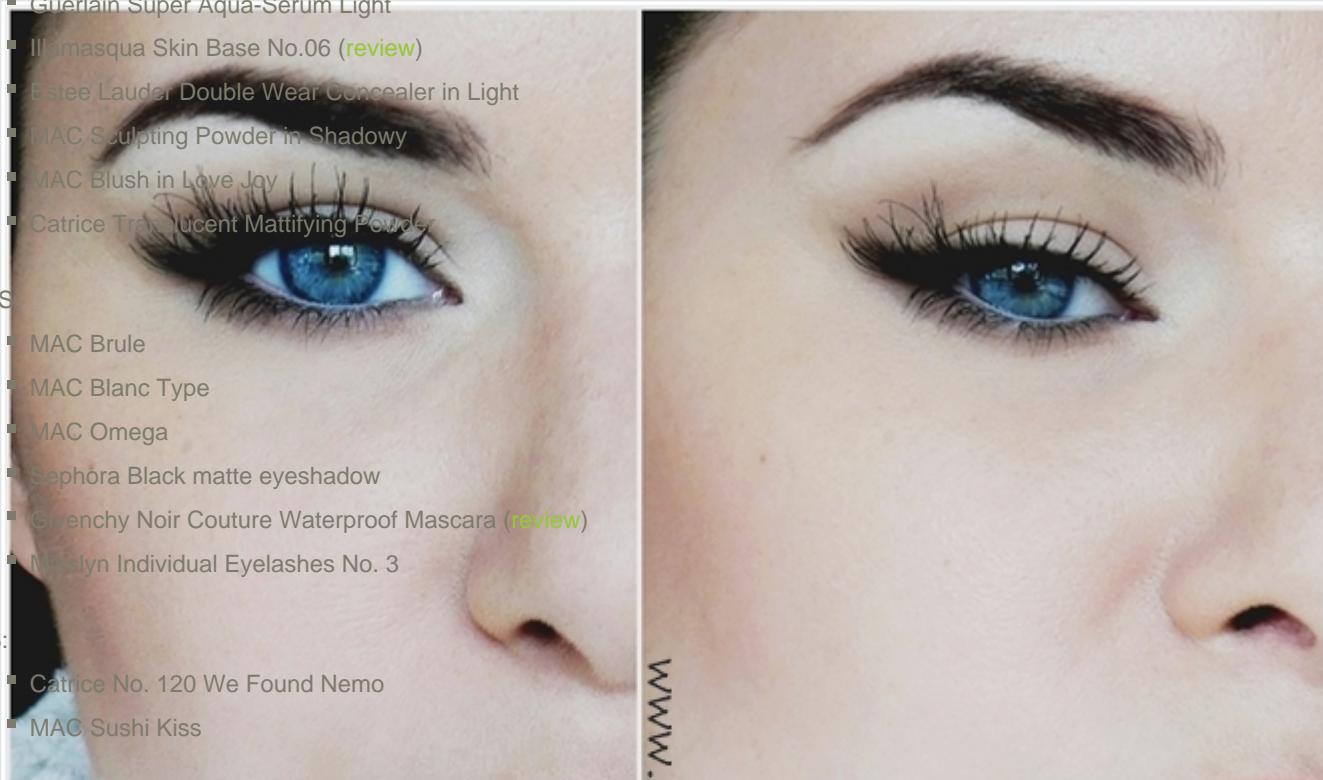 Guerlain Super Aqua-Serum Light
Illamasqua Skin Base No.06 (review)
Estee Lauder Double Wear Concealer in Light
MAC Sculpting Powder in Shadowy
MAC Blush in Love Joy
Catrice Translucent Mattifying Powder
S
MAC Brule
MAC Blanc Type
MAC Omega
Sephora Black matte eyeshadow
Givenchy Noir Couture Waterproof Mascara (review)
Misslyn Individual Eyelashes No. 3
:
Catrice No. 120 We Found Nemo
MAC Sushi Kiss
www.